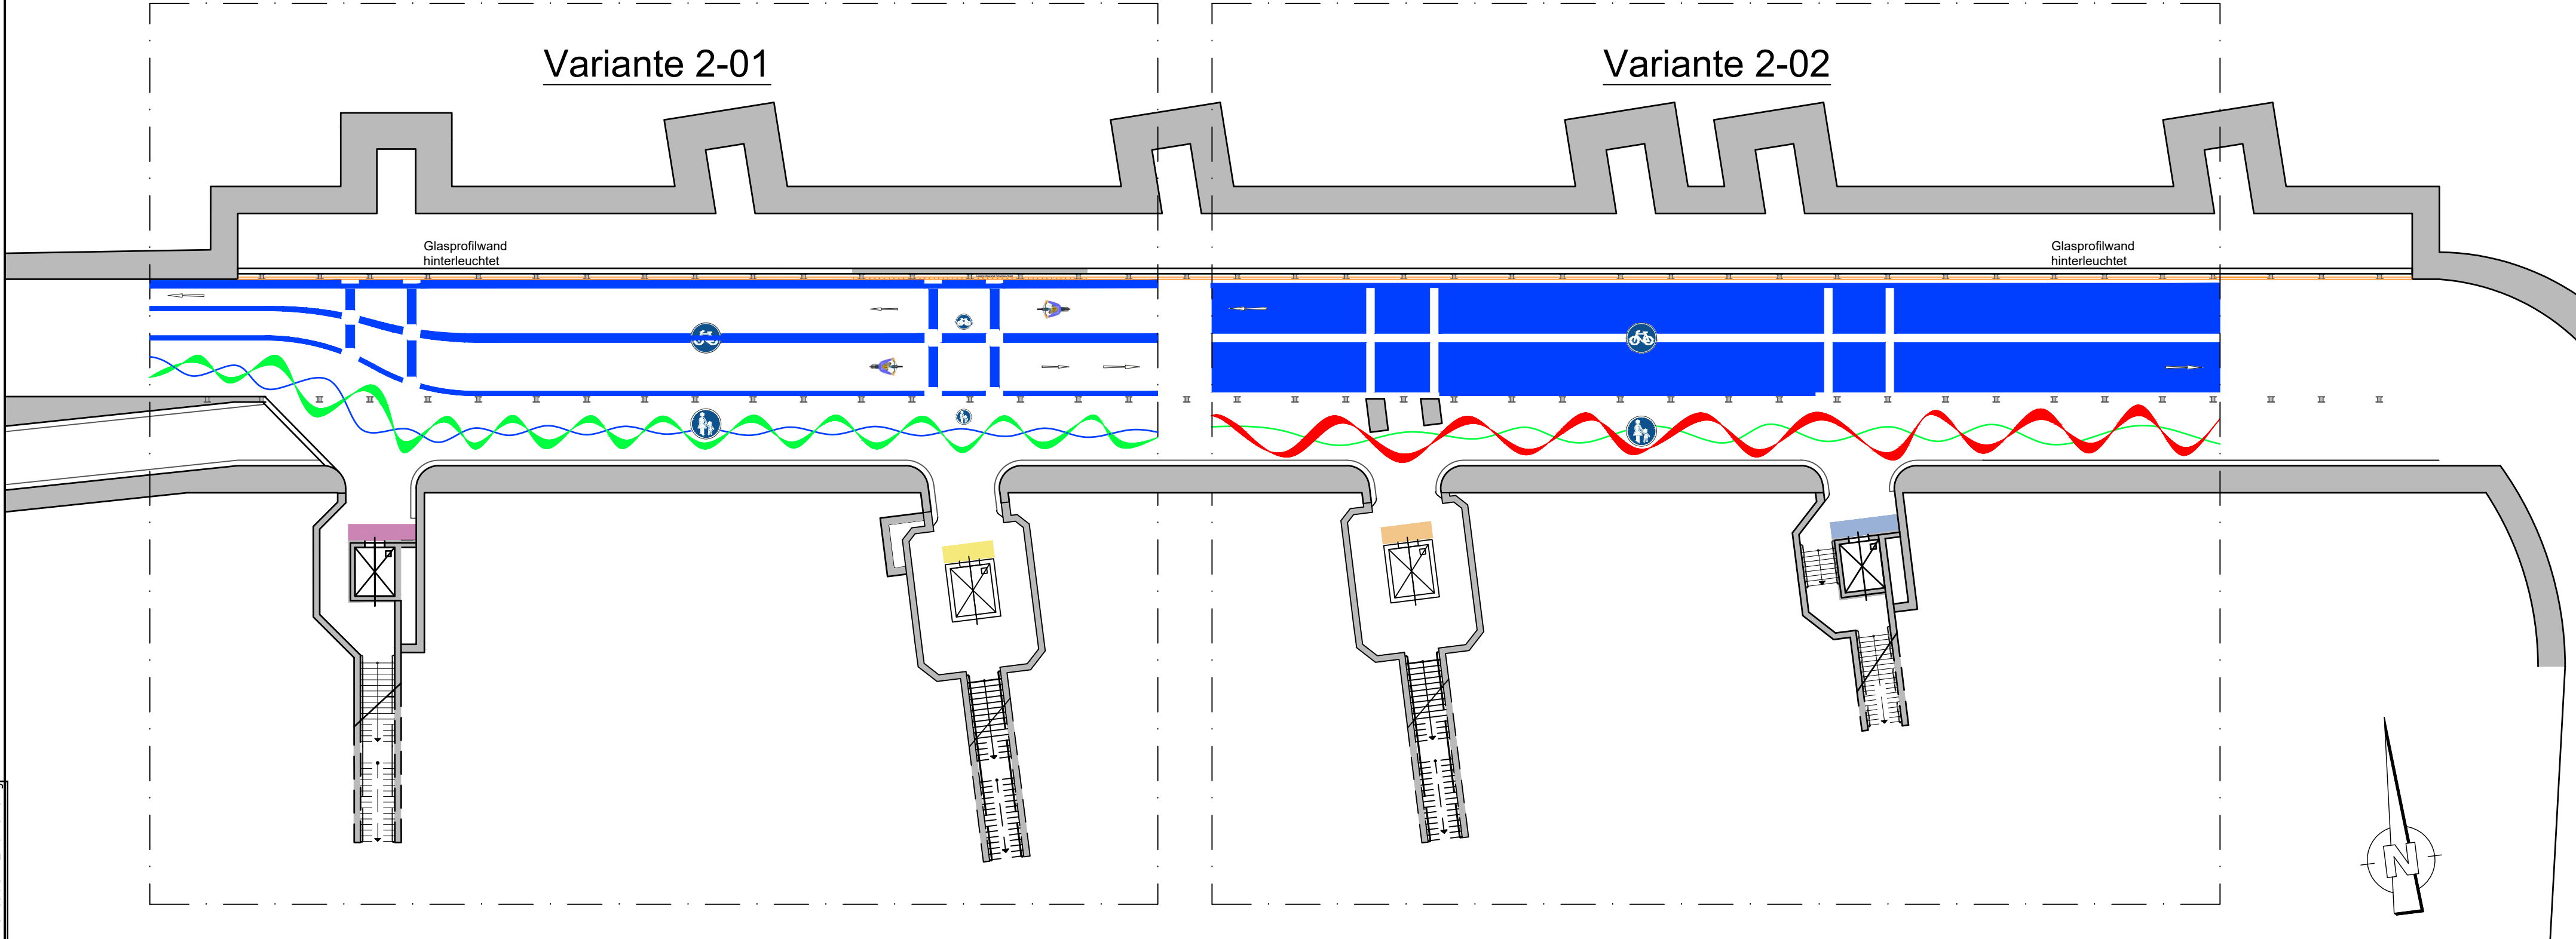 Variante 2-01
Variante 2-02
Glasprofilwand
hinterleuchtet
Glasprofilwand
hinterleuchtet
N